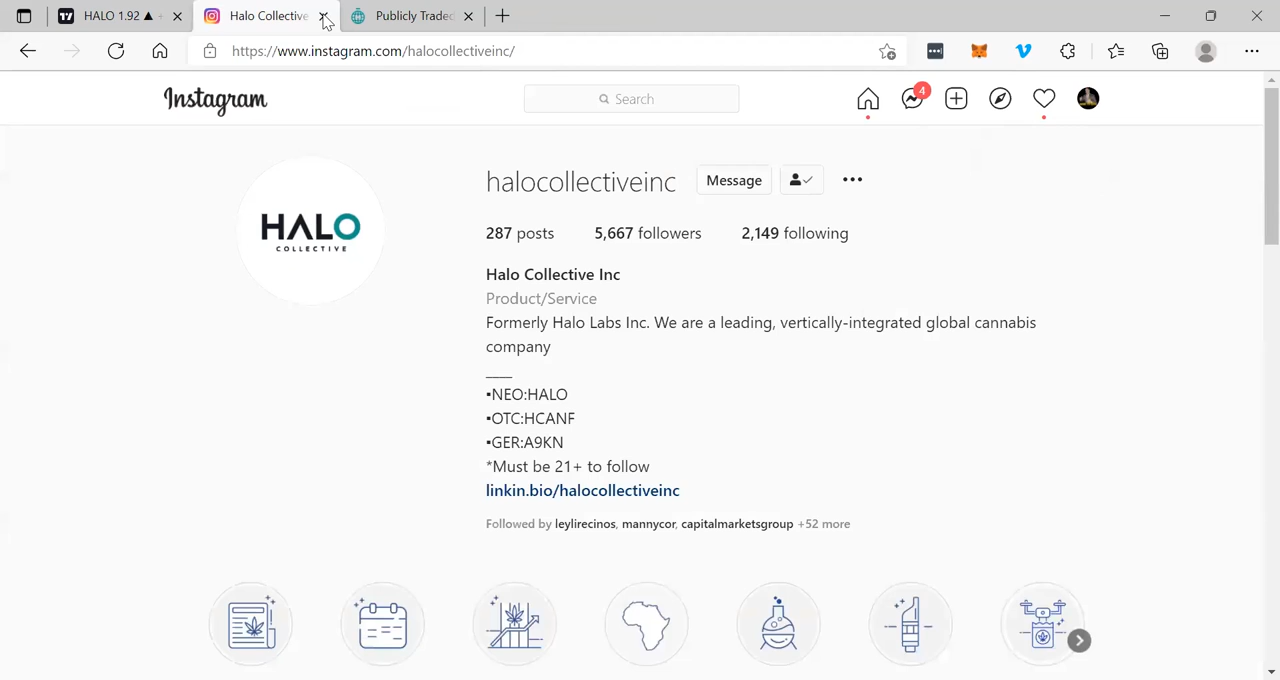 HALO 1.92 ▲
Halo Collective
Publicly Traded
https://www.instagram.com/halocollectiveinc/
Instagram
Search
4
HALO
COLLECTIVE
halocollectiveinc
Message
287 posts
5,667 followers
2,149 following
Halo Collective Inc
Product/Service
Formerly Halo Labs Inc. We are a leading, vertically-integrated global cannabis
company
___
▪NEO:HALO
▪OTC:HCANF
▪GER:A9KN
*Must be 21+ to follow
linkin.bio/halocollectiveinc
Followed by leylirecinos, mannycor, capitalmarketsgroup +52 more